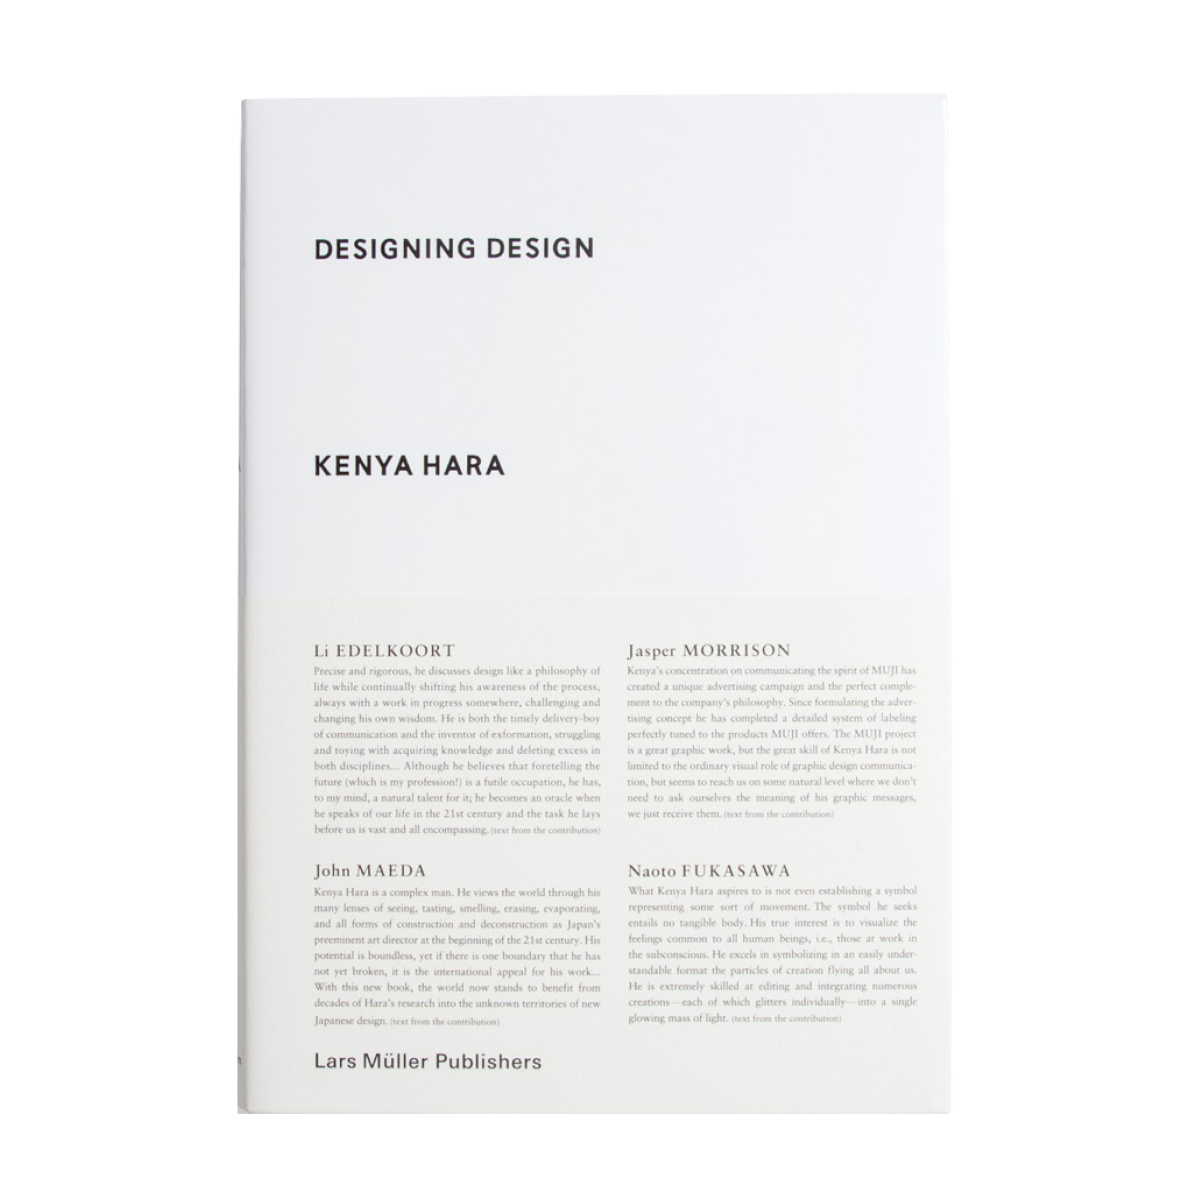 DESIGNING DESIGN
KENYA HARA
Li EDELKOORT
Precise and rigorous, he discusses design like a philosophy of
life while continually shifting his awareness of the process,
always with a work in progress somewhere, challenging and
changing his own wisdom. He is both the timely delivery-boy
of communication and the inventor of exformation, struggling
and toying with acquiring knowledge and deleting excess in
both disciplines... Although he believes that foretelling the
future (which is my profession!) is a futile occupation, he has,
to my mind, a natural talent for it; he becomes an oracle when
he speaks of our life in the 21st century and the task he lays
before us is vast and all encompassing. (text from the contribution)
Jasper MORRISON
Kenya's concentration on communicating the spirit of MUJI has
created a unique advertising campaign and the perfect comple-
ment to the company's philosophy. Since formulating the adver-
tising concept he has completed a detailed system of labeling
perfectly tuned to the products MUJI offers. The MUJI project
is a great graphic work, but the great skill of Kenya Hara is not
limited to the ordinary visual role of graphic design communica-
tion, but seems to reach us on some natural level where we don't
need to ask ourselves the meaning of his graphic messages,
we just receive them. (text from the contribution)
John MAEDA
Kenya Hara is a complex man. He views the world through his
many lenses of seeing, tasting, smelling, erasing, evaporating,
and all forms of construction and deconstruction as Japan's
preeminent art director at the beginning of the 21st century. His
potential is boundless, yet if there is one boundary that he has
not yet broken, it is the international appeal for his work...
With this new book, the world now stands to benefit from
decades of Hara's research into the unknown territories of new
Japanese design. (text from the contribution)
Naoto FUKASAWA
What Kenya Hara aspires to is not even establishing a symbol
representing some sort of movement. The symbol he seeks
entails no tangible body. His true interest is to visualize the
feelings common to all human beings, i.e., those at work in
the subconscious. He excels in symbolizing in an easily under-
standable format the particles of creation flying all about us.
He is extremely skilled at editing and integrating numerous
creations—each of which glitters individually—into a single
glowing mass of light. (text from the contribution)
Lars Müller Publishers